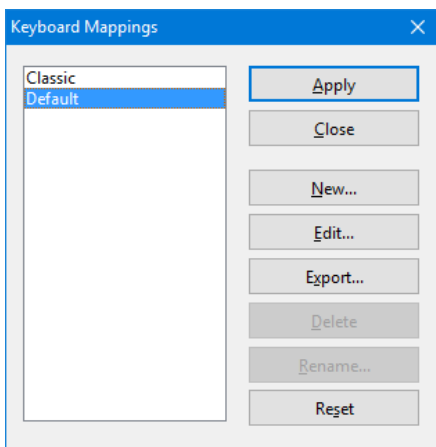 Keyboard Mappings
Classic
Default
Apply
Close
New...
Edit...
Export...
Delete
Rename...
Reset